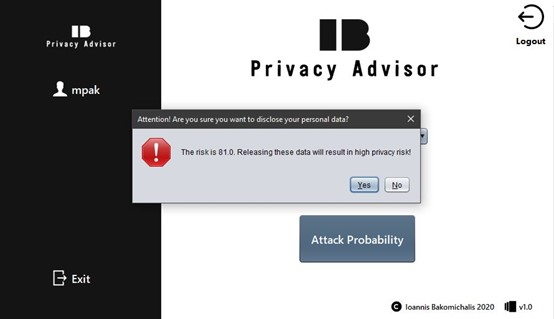 IB
Privacy Advisor
mpak
Exit
Logout
IB
Privacy Advisor
Attention! Are you sure you want to disclose your personal data?
The risk is 81.0. Releasing these data will result in high privacy risk!
Yes
No
Attack Probability
C Ioannis Bakomichalis 2020
v1.0